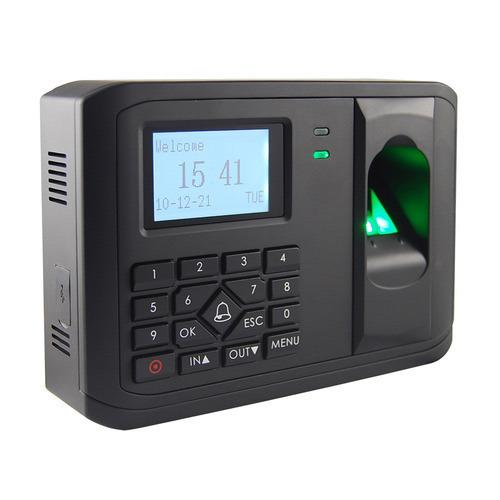 Welcome
15 41
10-12-21 TUE
1 2 3 4
5 6 7 8
9 OK ESC 0
IN▲ OUT▼ MENU